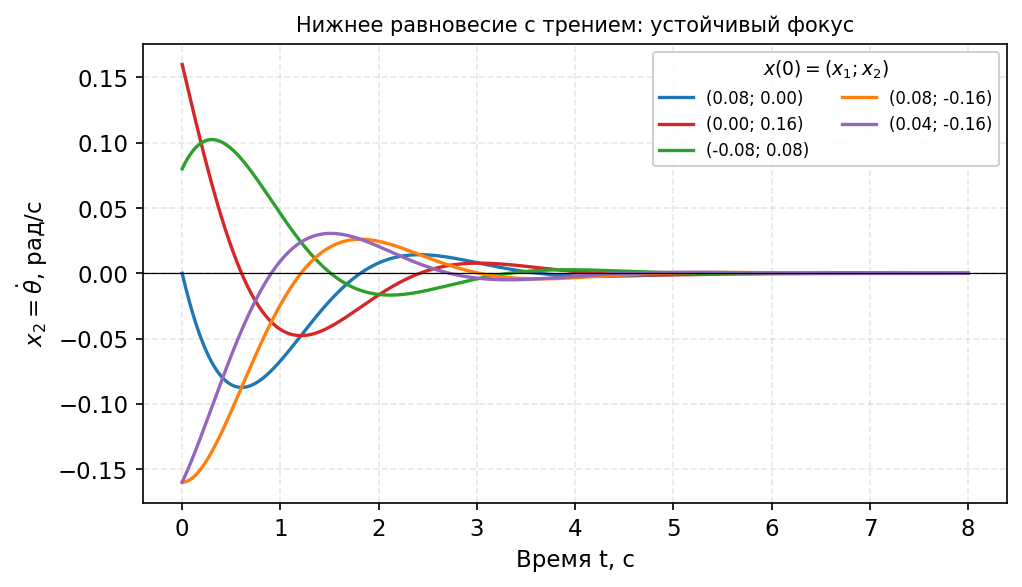 Нижнее равновесие с трением: устойчивый фокус
x(0) = (x₁; x₂)
(0.08; 0.00)
(0.00; 0.16)
(-0.08; 0.08)
(0.08; -0.16)
(0.04; -0.16)
x₂ = θ̇, рад/с
0.15
0.10
0.05
0.00
−0.05
−0.10
−0.15
0 1 2 3 4 5 6 7 8
Время t, с